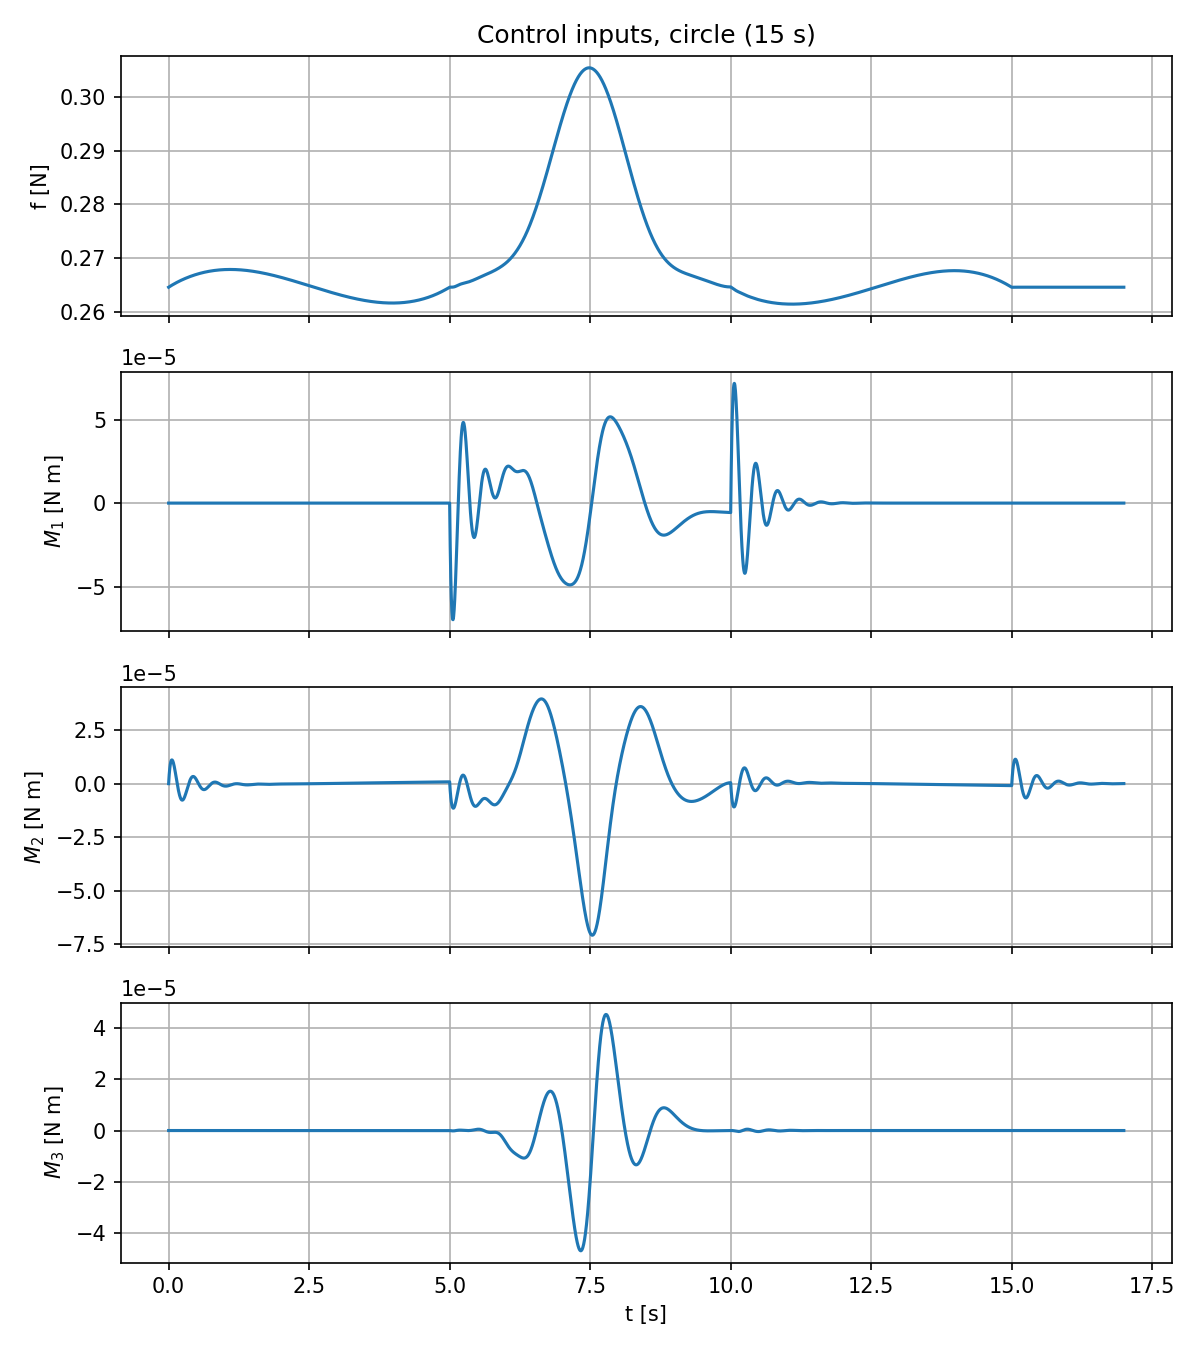 Control inputs, circle (15 s)
0.30
0.29
0.28
0.27
0.26
f [N]
1e−5
5
0
−5
M₁ [N m]
1e−5
2.5
0.0
−2.5
−5.0
−7.5
M₂ [N m]
1e−5
4
2
0
−2
−4
M₃ [N m]
0.0 2.5 5.0 7.5 10.0 12.5 15.0 17.5
t [s]